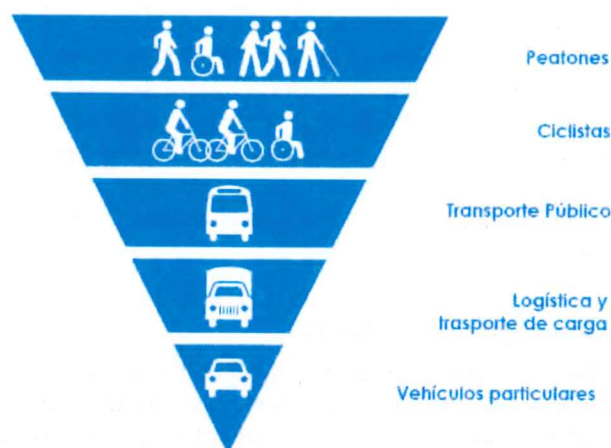 Peatones
Ciclistas
Transporte Público
Logística y
trasporte de carga
Vehículos particulares